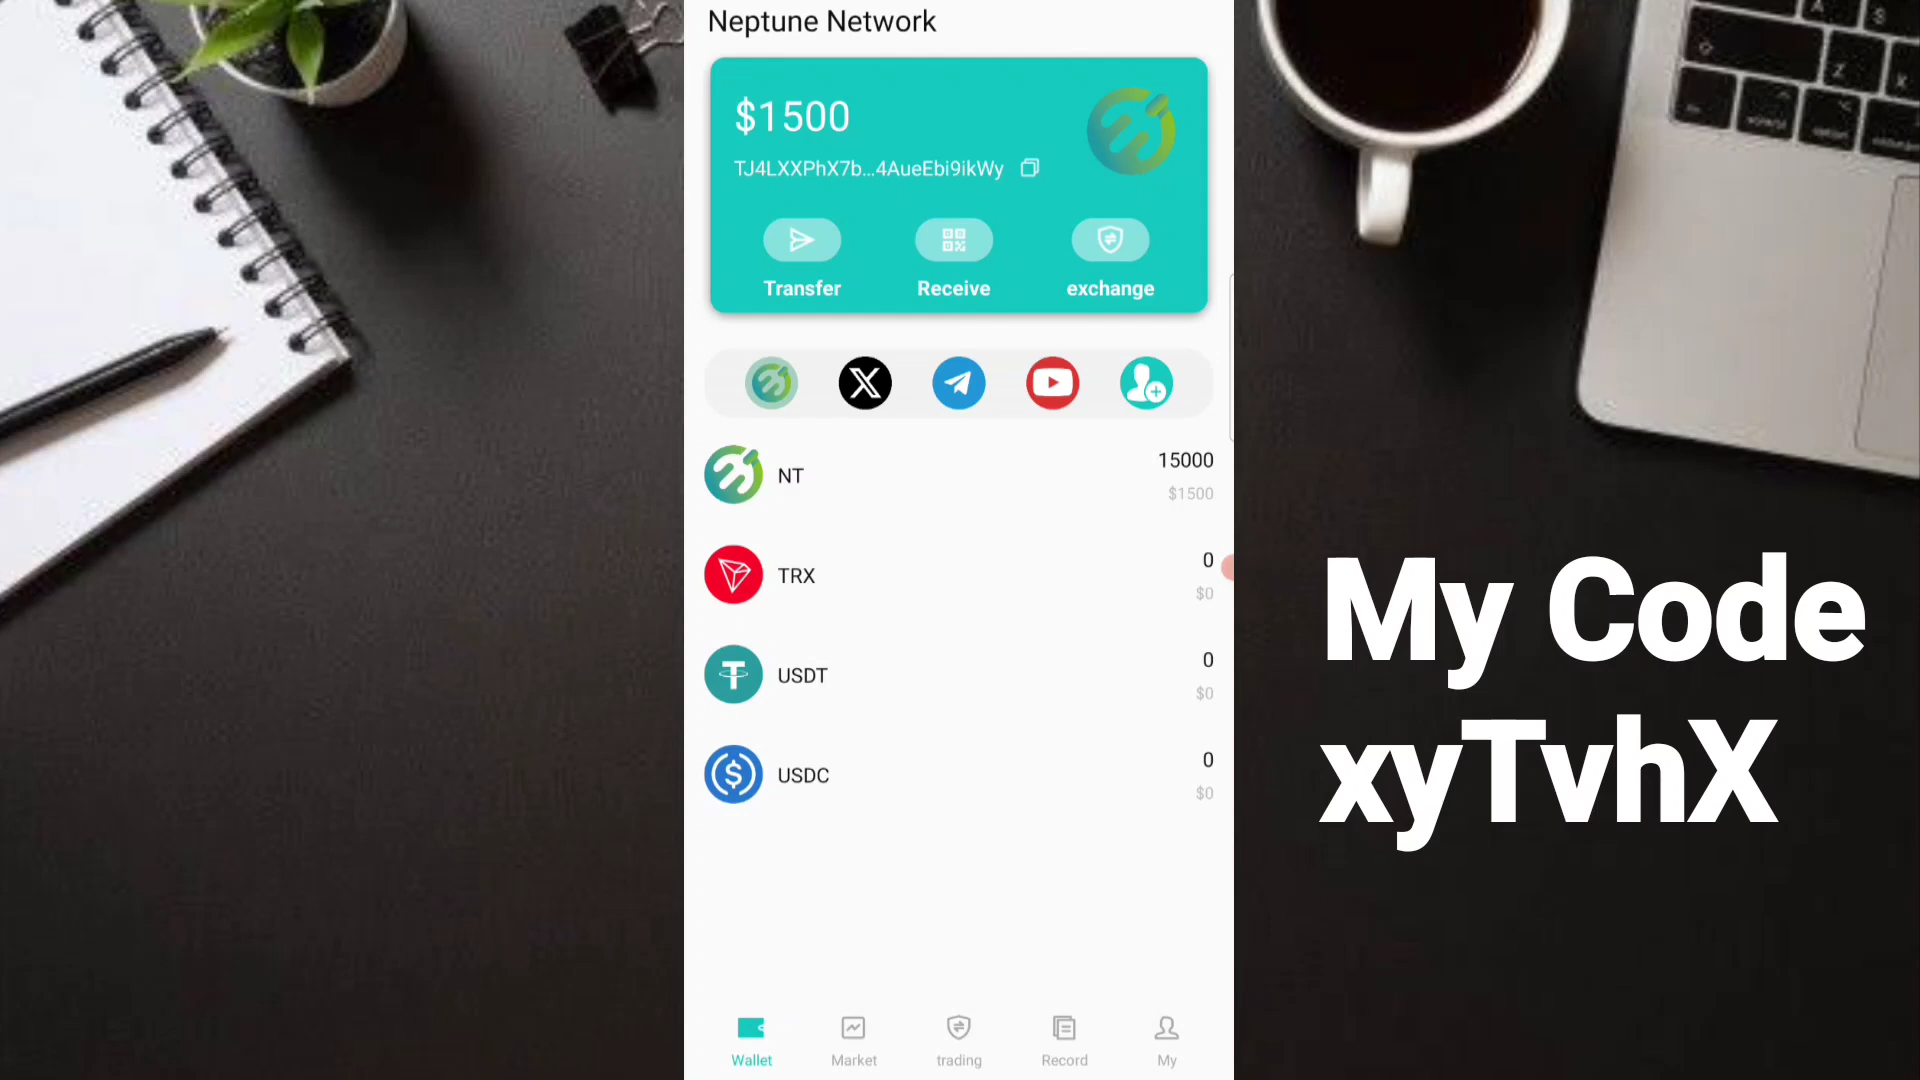 Neptune Network
$1500
TJ4LXXPhX7b...4AueEbi9ikWy
Transfer
Receive
exchange
NT
15000
$1500
TRX
0
$0
USDT
0
$0
USDC
0
$0
Wallet
Market
trading
Record
My
My Code
xyTvhX
A
S
Z
X